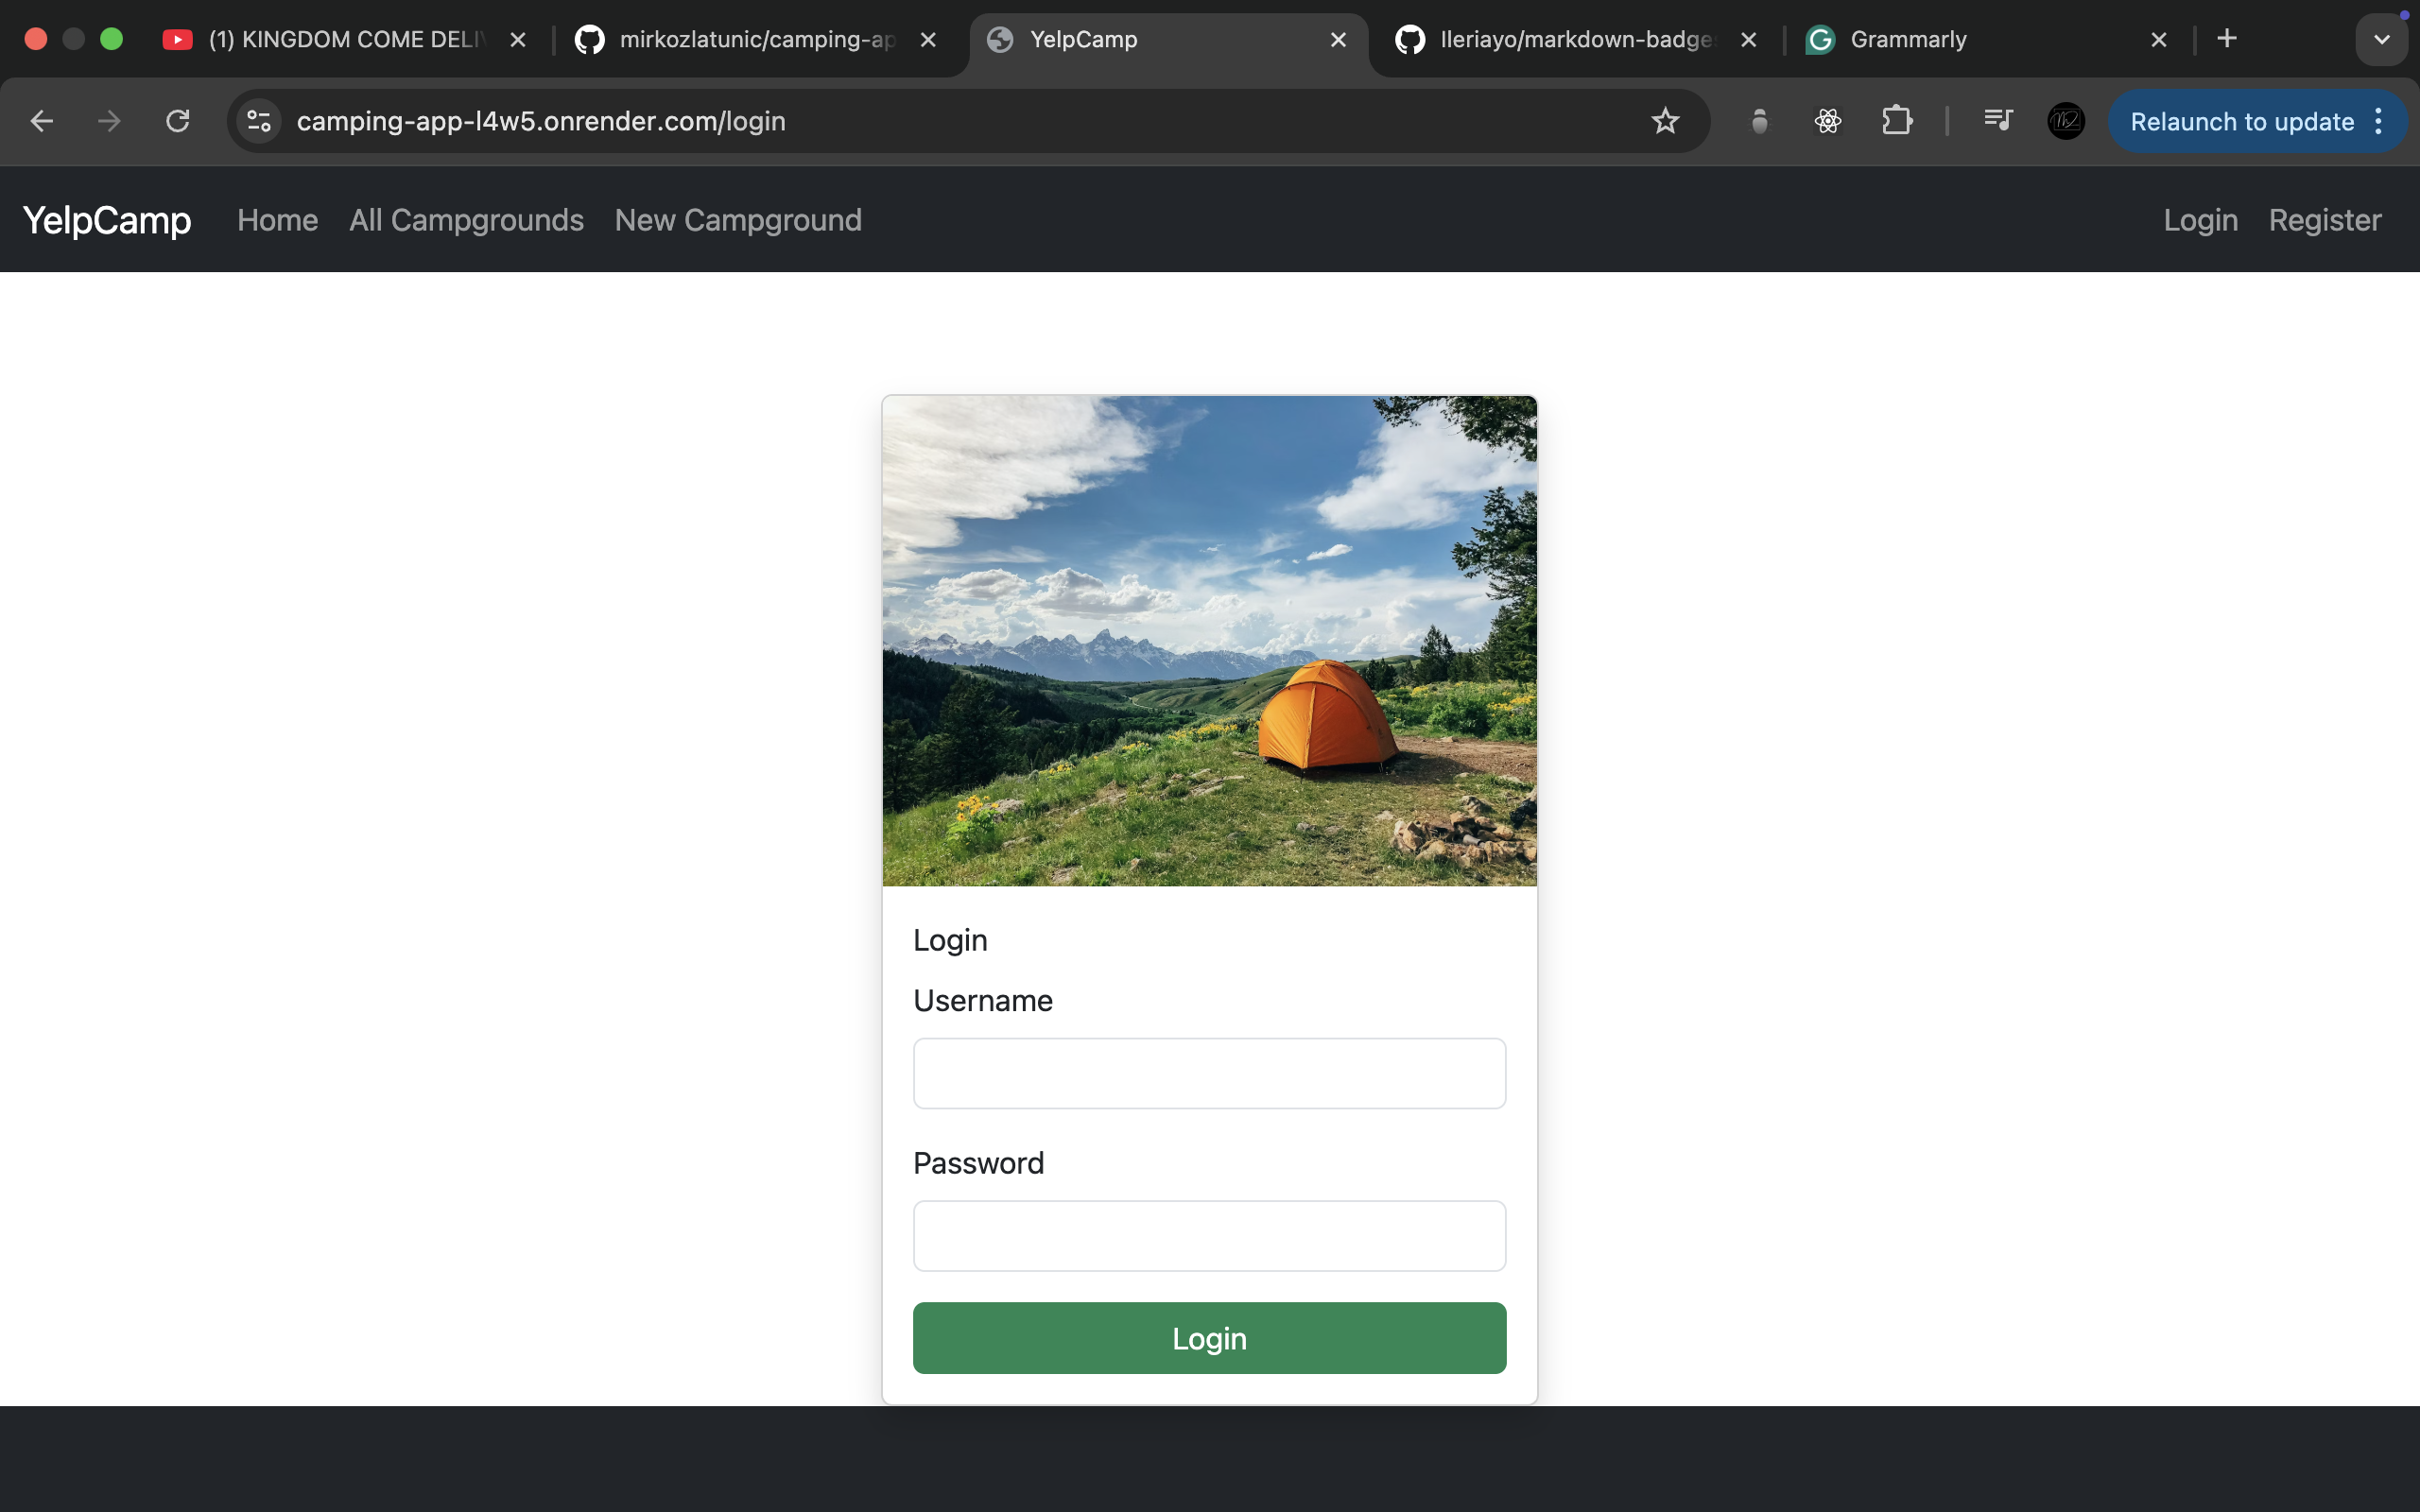 (1) KINGDOM COME DELI
mirkozlatunic/camping-ap
YelpCamp
Ileriayo/markdown-badge
Grammarly
camping-app-l4w5.onrender.com/login
Relaunch to update
YelpCamp Home All Campgrounds New Campground Login Register
Login
Username
Password
Login